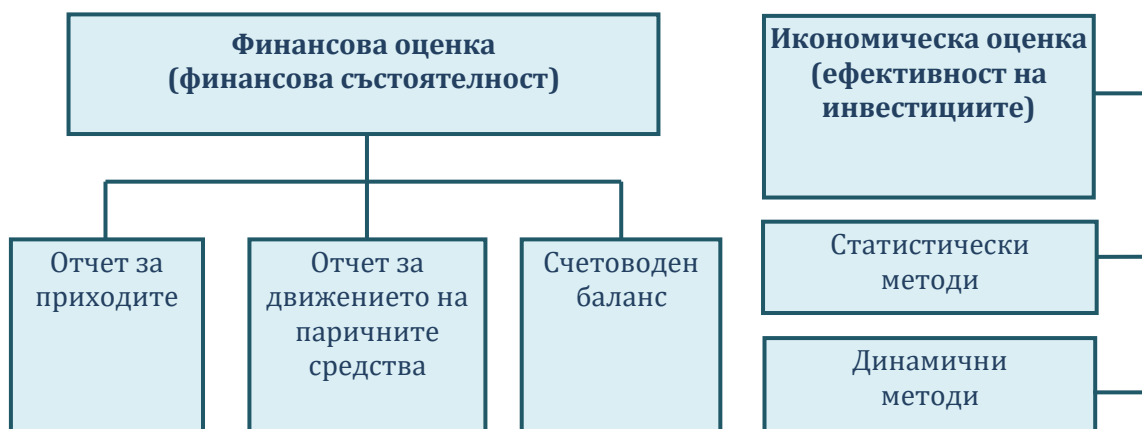 Финансова оценка
(финансова състоятелност)
Отчет за
приходите
Отчет за
движението на
паричните
средства
Счетоводен
баланс
Икономическа оценка
(ефективност на
инвестициите)
Статистически
методи
Динамични
методи